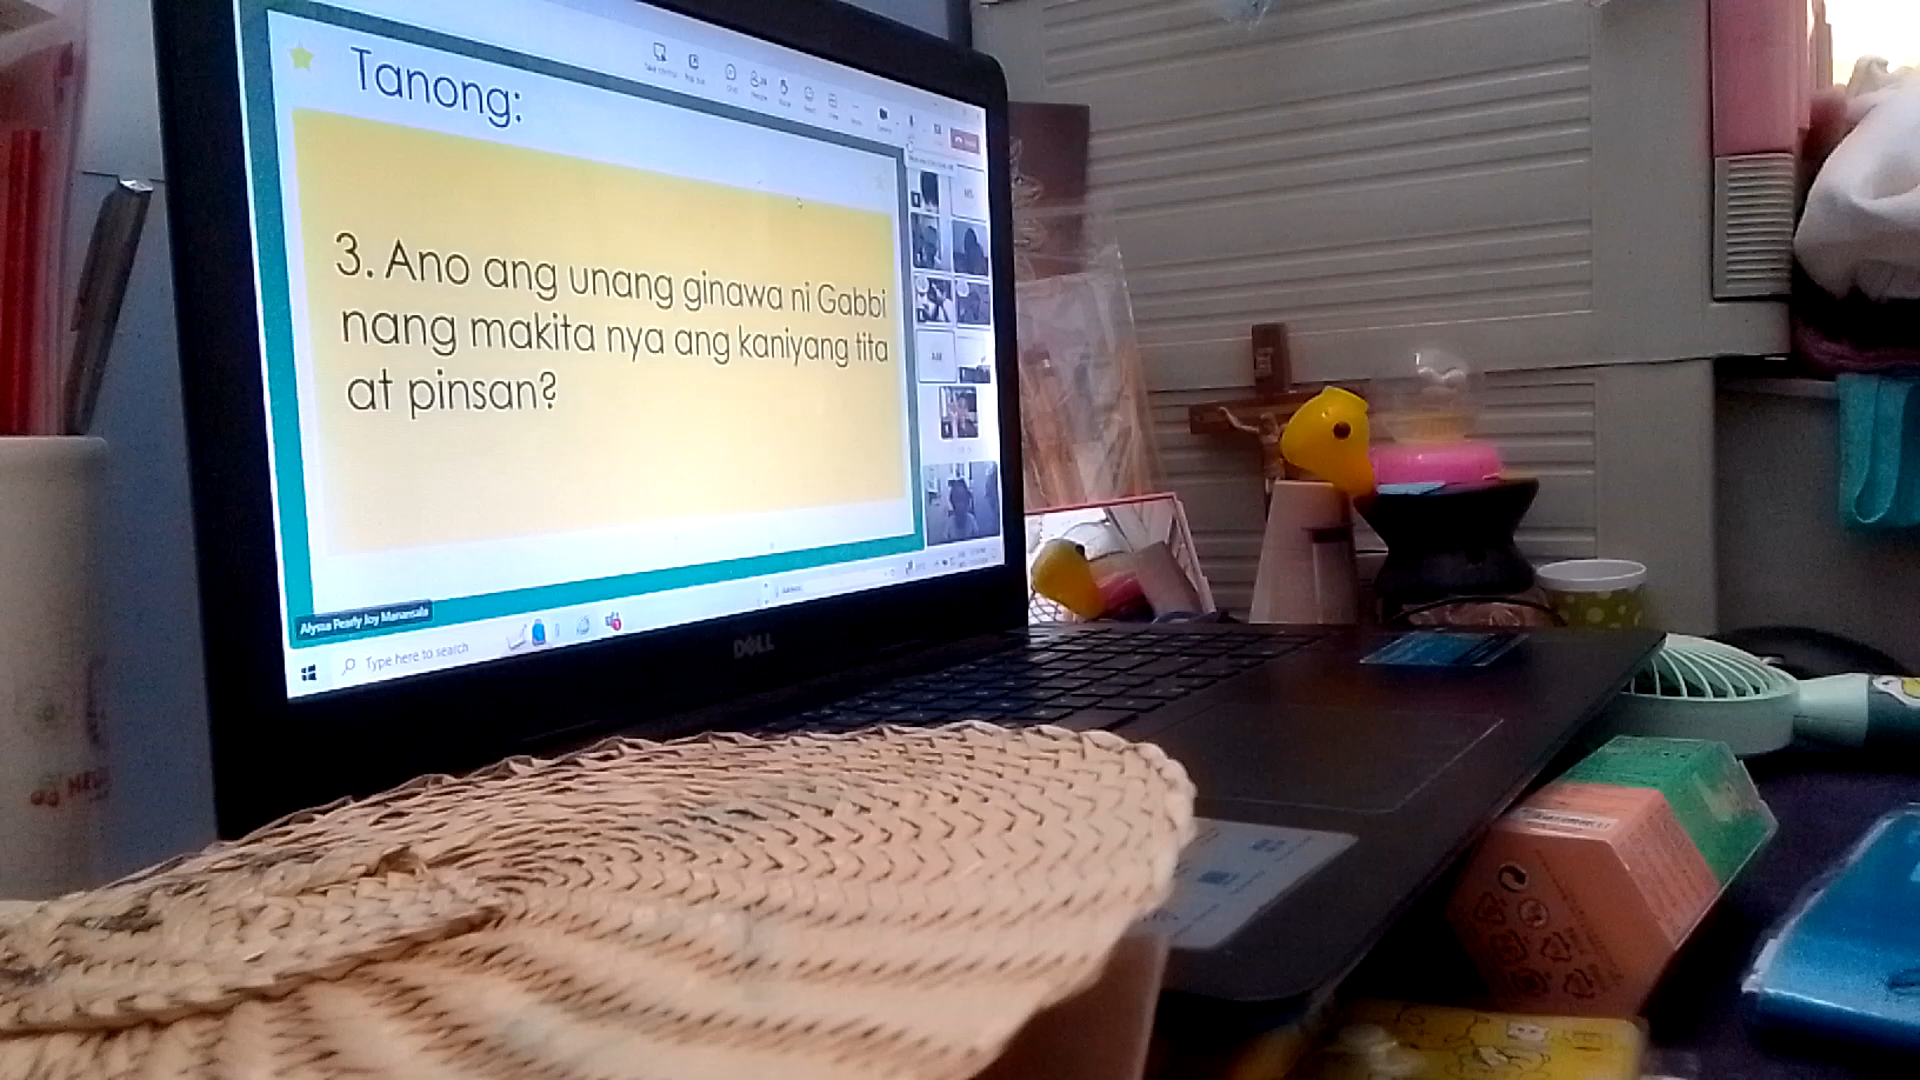 Tanong:
3. Ano ang unang ginawa ni Gabbi
nang makita nya ang kaniyang tita
at pinsan?
Alyssa Pearly Joy Manansala
Type here to search
DELL